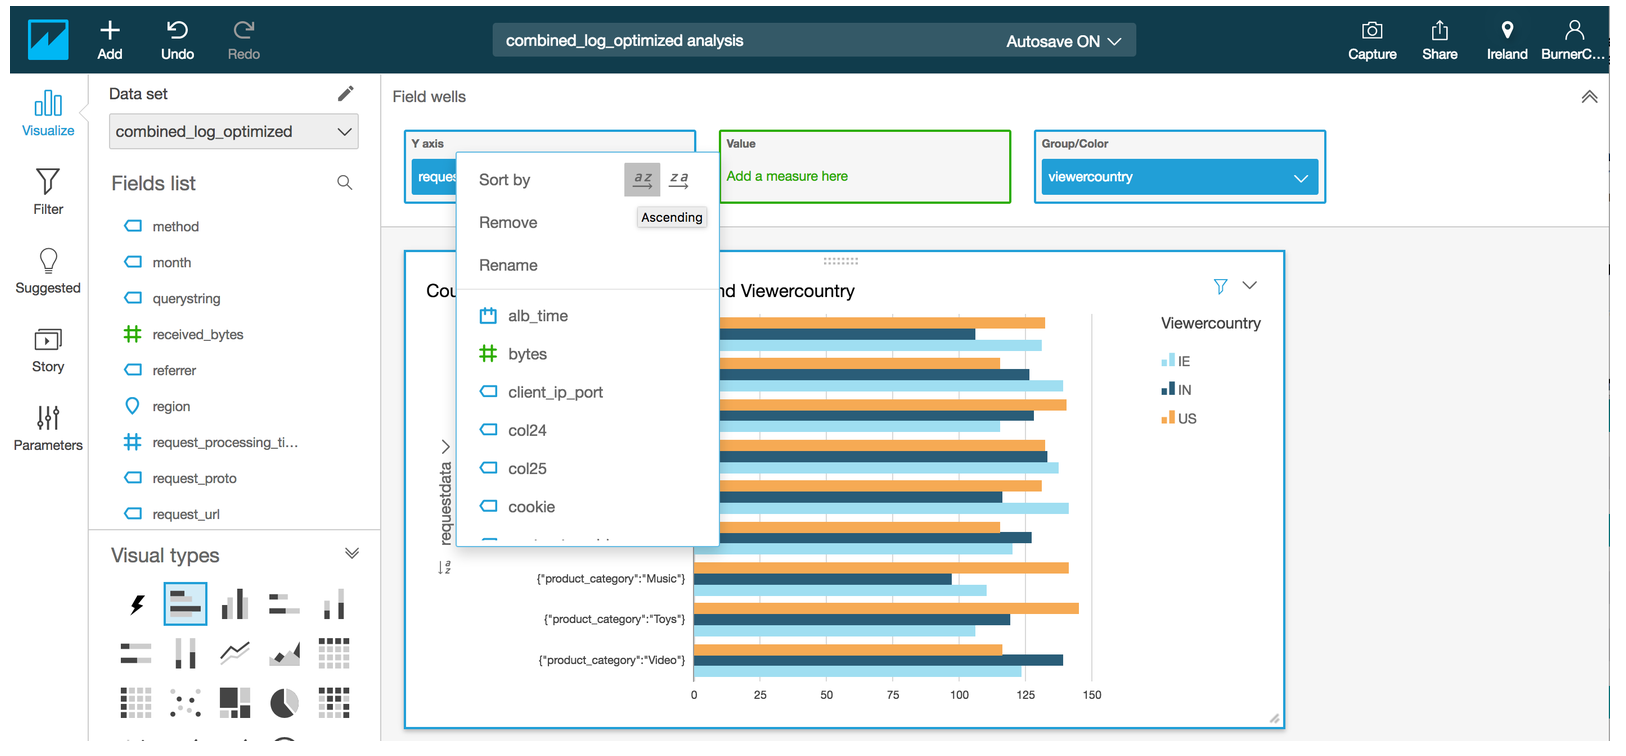 Add
Undo
Redo
combined_log_optimized analysis
Autosave ON
Capture
Share
Ireland
BurnerC...
Visualize
Filter
Suggested
Story
Parameters
Data set
combined_log_optimized
Fields list
method
month
querystring
received_bytes
referrer
region
request_processing_ti...
request_proto
request_url
Visual types
Field wells
Y axis
Value
Add a measure here
Group/Color
viewercountry
Sort by
az
za
Ascending
Remove
Rename
alb_time
bytes
client_ip_port
col24
col25
cookie
nd Viewercountry
requestdata
a
z
{"product_category":"Music"}
{"product_category":"Toys"}
{"product_category":"Video"}
0 25 50 75 100 125 150
Viewercountry
IE
IN
US